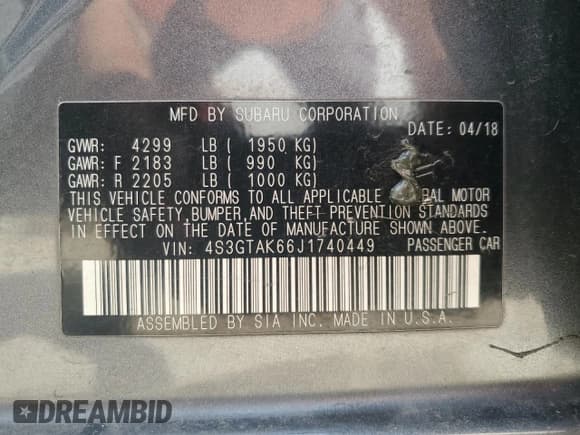 MFD BY SUBARU CORPORATION
DATE: 04/18
GVWR: 4299 LB ( 1950 KG)
GAWR: F 2183 LB ( 990 KG)
GAWR: R 2205 LB ( 1000 KG)
THIS VEHICLE CONFORMS TO ALL APPLICABLE RAL MOTOR
VEHICLE SAFETY,BUMPER,AND THEFT PREVENTION STANDARDS
IN EFFECT ON THE DATE OF MANUFACTURE SHOWN ABOVE.
VIN: 4S3GTAK66J1740449 PASSENGER CAR
ASSEMBLED BY SIA INC. MADE IN U.S.A.
DREAMBID